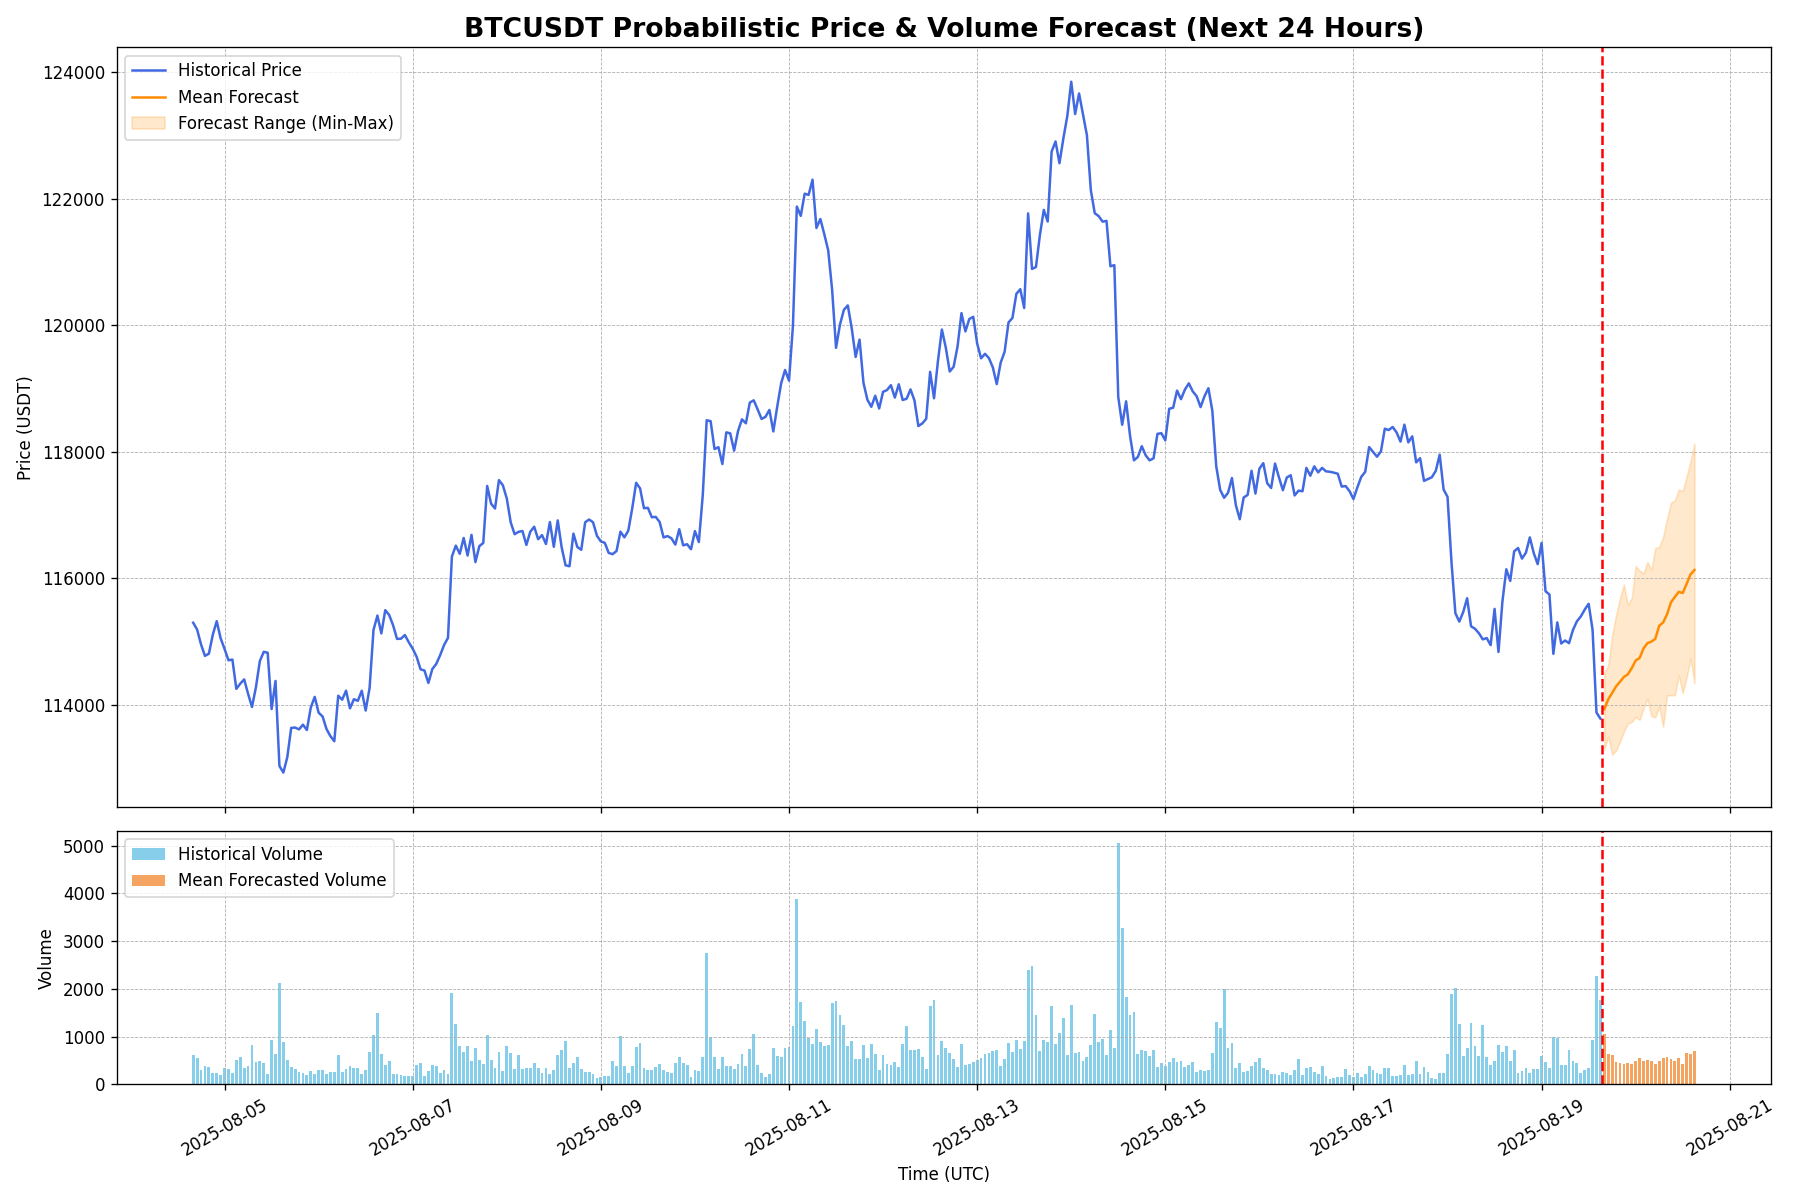 BTCUSDT Probabilistic Price & Volume Forecast (Next 24 Hours)
Historical Price
Mean Forecast
Forecast Range (Min-Max)
Price (USDT)
124000
122000
120000
118000
116000
114000
Historical Volume
Mean Forecasted Volume
Volume
5000
4000
3000
2000
1000
0
2025-08-05
2025-08-07
2025-08-09
2025-08-11
2025-08-13
2025-08-15
2025-08-17
2025-08-19
2025-08-21
Time (UTC)